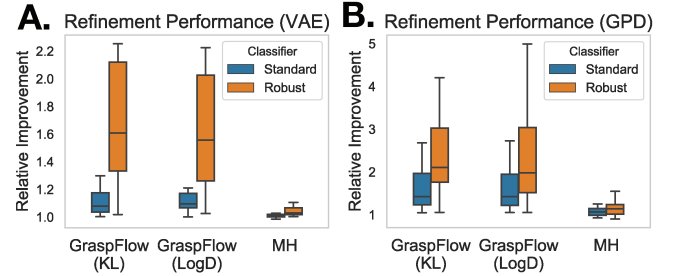 A.
Refinement Performance (VAE)
Relative Improvement
2.2
2.0
1.8
1.6
1.4
1.2
1.0
Classifier
Standard
Robust
GraspFlow
(KL)
GraspFlow
(LogD)
MH
B.
Refinement Performance (GPD)
Relative Improvement
5
4
3
2
1
Classifier
Standard
Robust
GraspFlow
(KL)
GraspFlow
(LogD)
MH